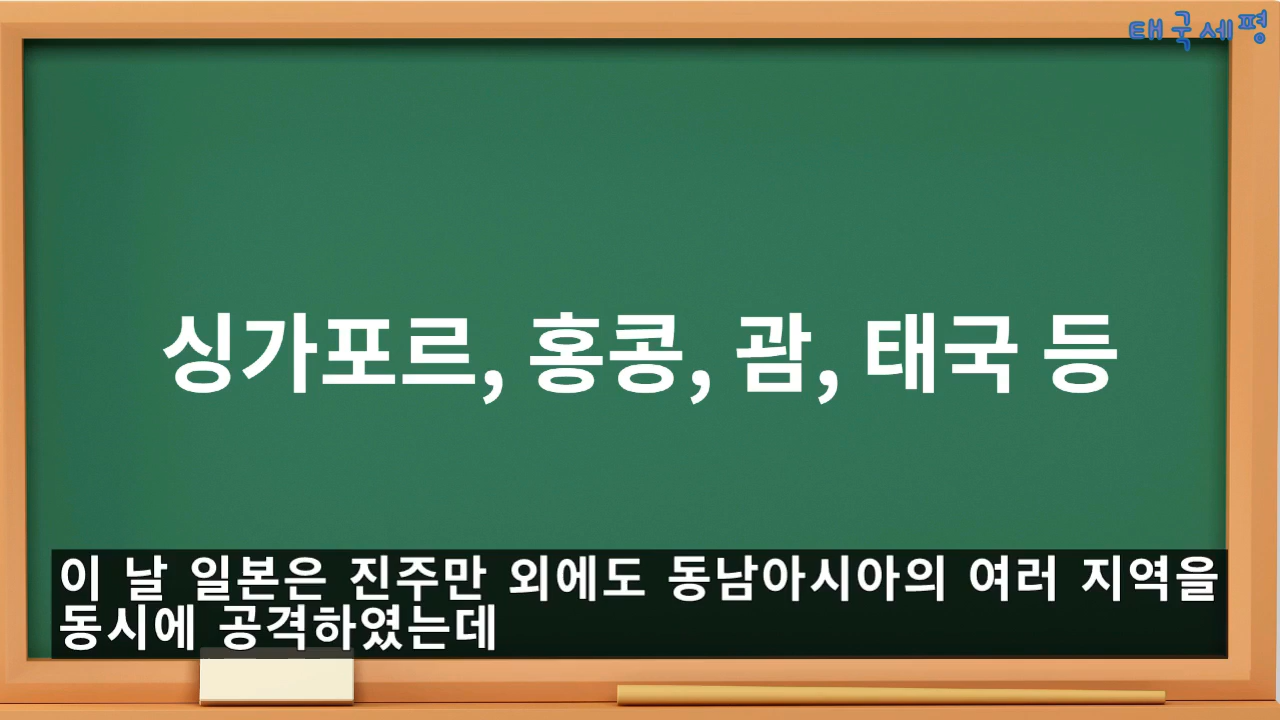 태국세평
싱가포르, 홍콩, 괌, 태국 등
이 날 일본은 진주만 외에도 동남아시아의 여러 지역을
동시에 공격하였는데